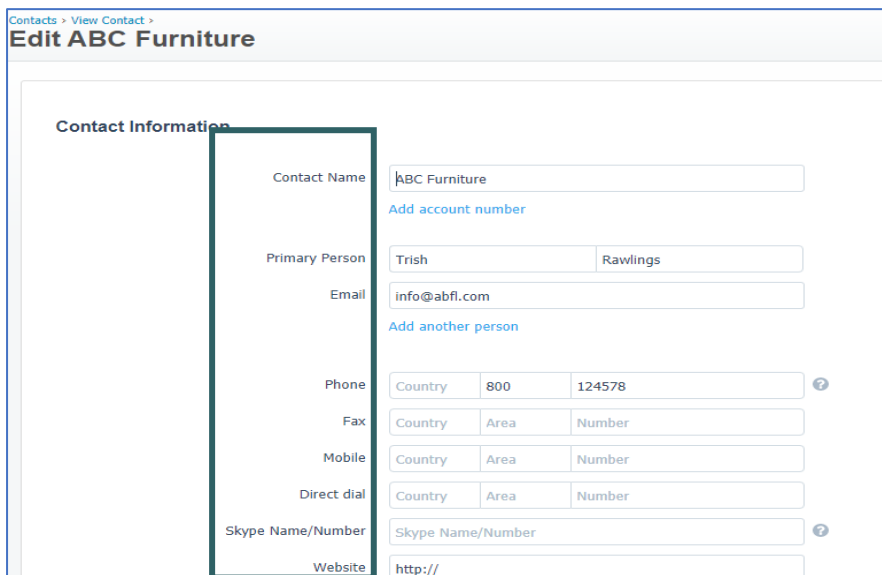 Contacts › View Contact ›
Edit ABC Furniture
Contact Information
Contact Name ABC Furniture
Add account number
Primary Person Trish Rawlings
Email info@abfl.com
Add another person
Phone Country 800 124578 ?
Fax Country Area Number
Mobile Country Area Number
Direct dial Country Area Number
Skype Name/Number Skype Name/Number ?
Website http://